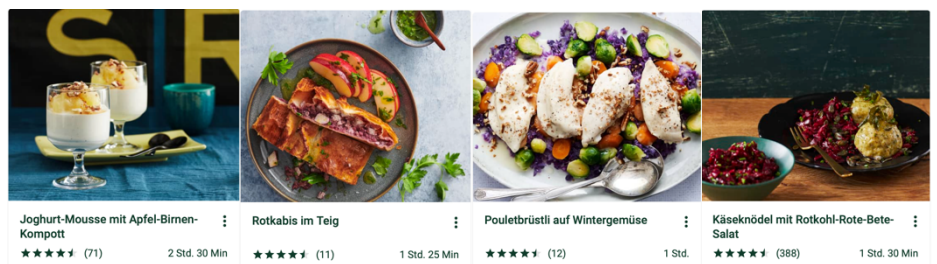 Joghurt-Mousse mit Apfel-Birnen-
Kompott
(71)
2 Std. 30 Min
Rotkabis im Teig
(11)
1 Std. 25 Min
Pouletbrüstli auf Wintergemüse
(12)
1 Std.
Käseknödel mit Rotkohl-Rote-Bete-
Salat
(388)
1 Std. 30 Min